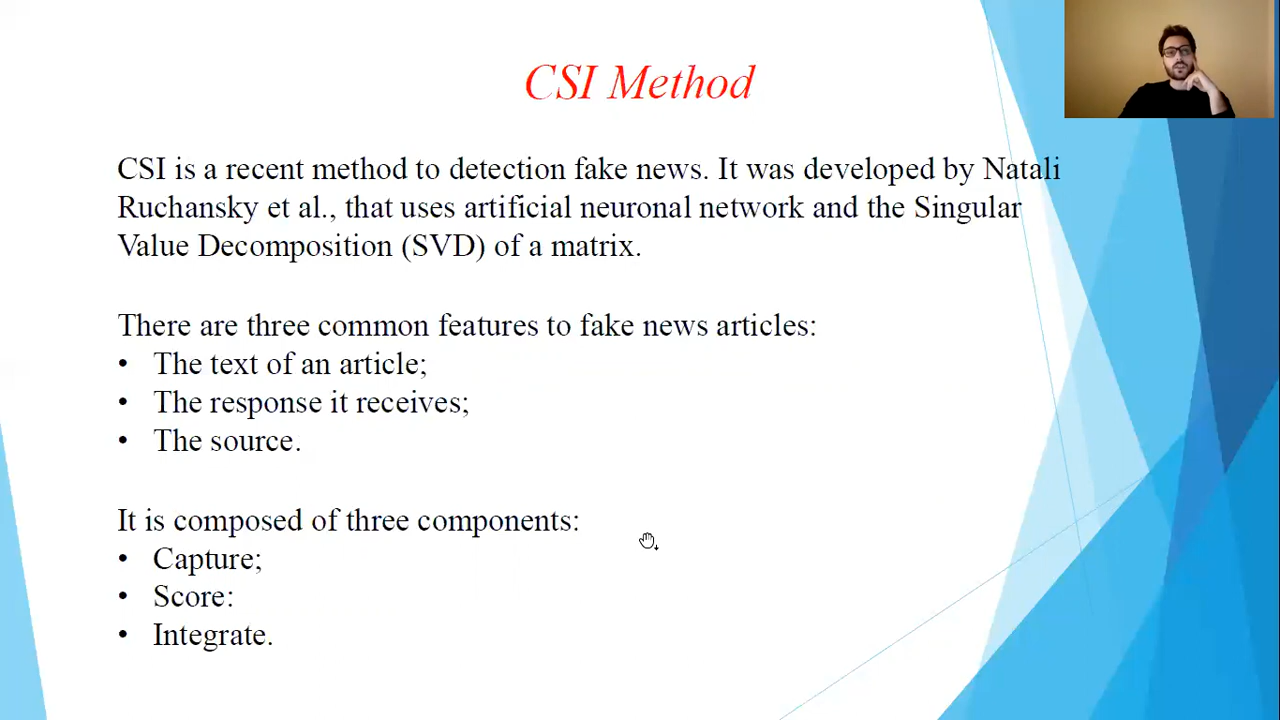 CSI Method
CSI is a recent method to detection fake news. It was developed by Natali
Ruchansky et al., that uses artificial neuronal network and the Singular
Value Decomposition (SVD) of a matrix.
There are three common features to fake news articles:
• The text of an article;
• The response it receives;
• The source.
It is composed of three components:
• Capture;
• Score:
• Integrate.